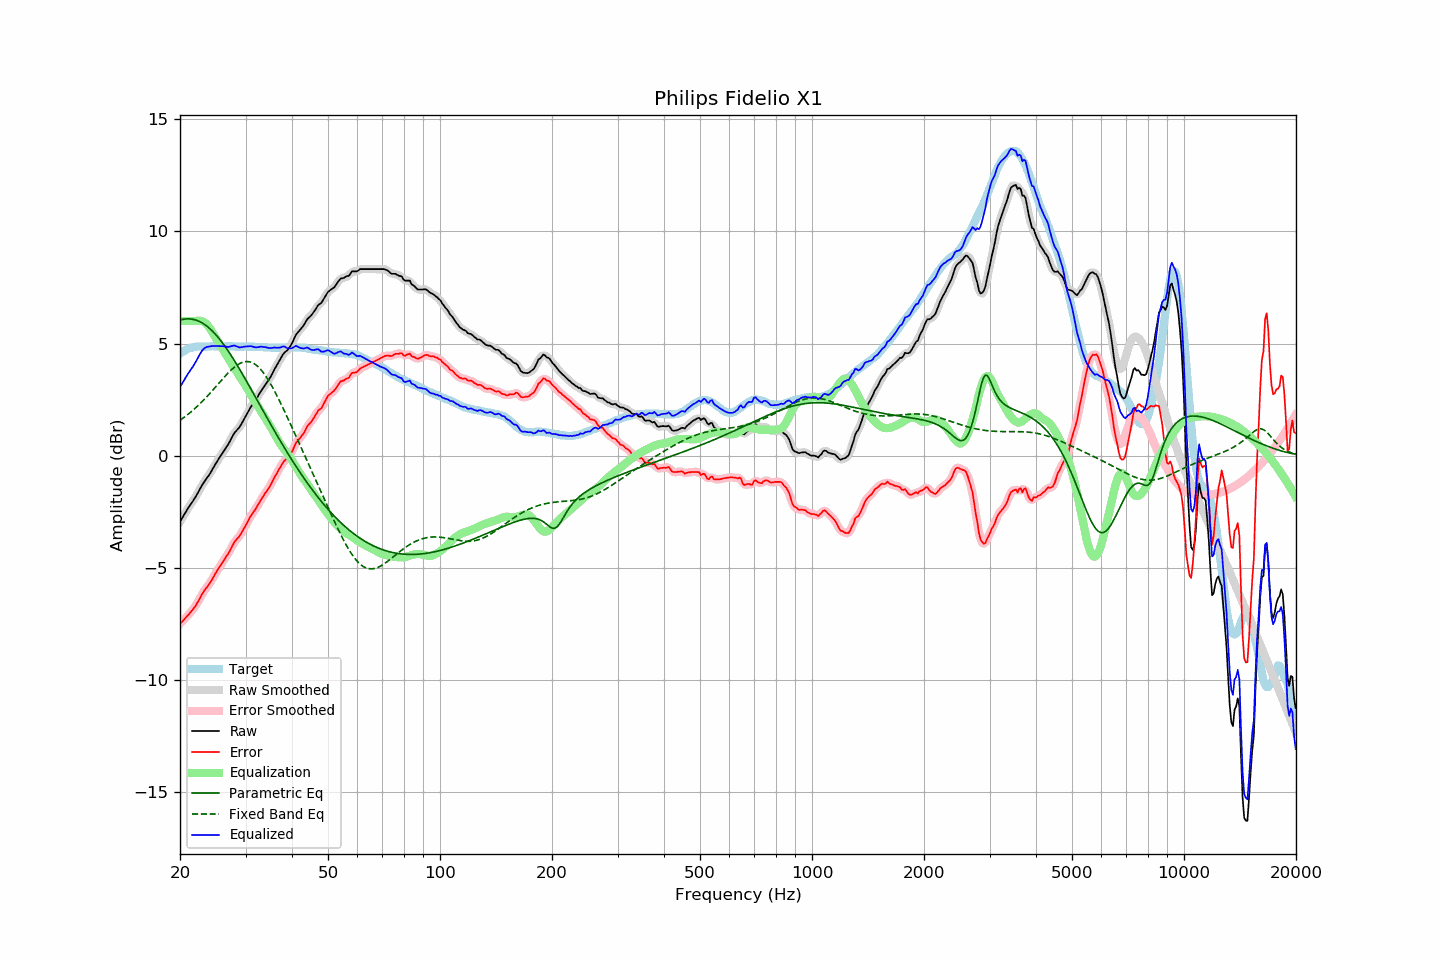 Philips Fidelio X1
Amplitude (dBr)
15
10
5
0
−5
−10
−15
Target
Raw Smoothed
Error Smoothed
Raw
Error
Equalization
Parametric Eq
Fixed Band Eq
Equalized
20 50 100 200 500 1000 2000 5000 10000 20000
Frequency (Hz)